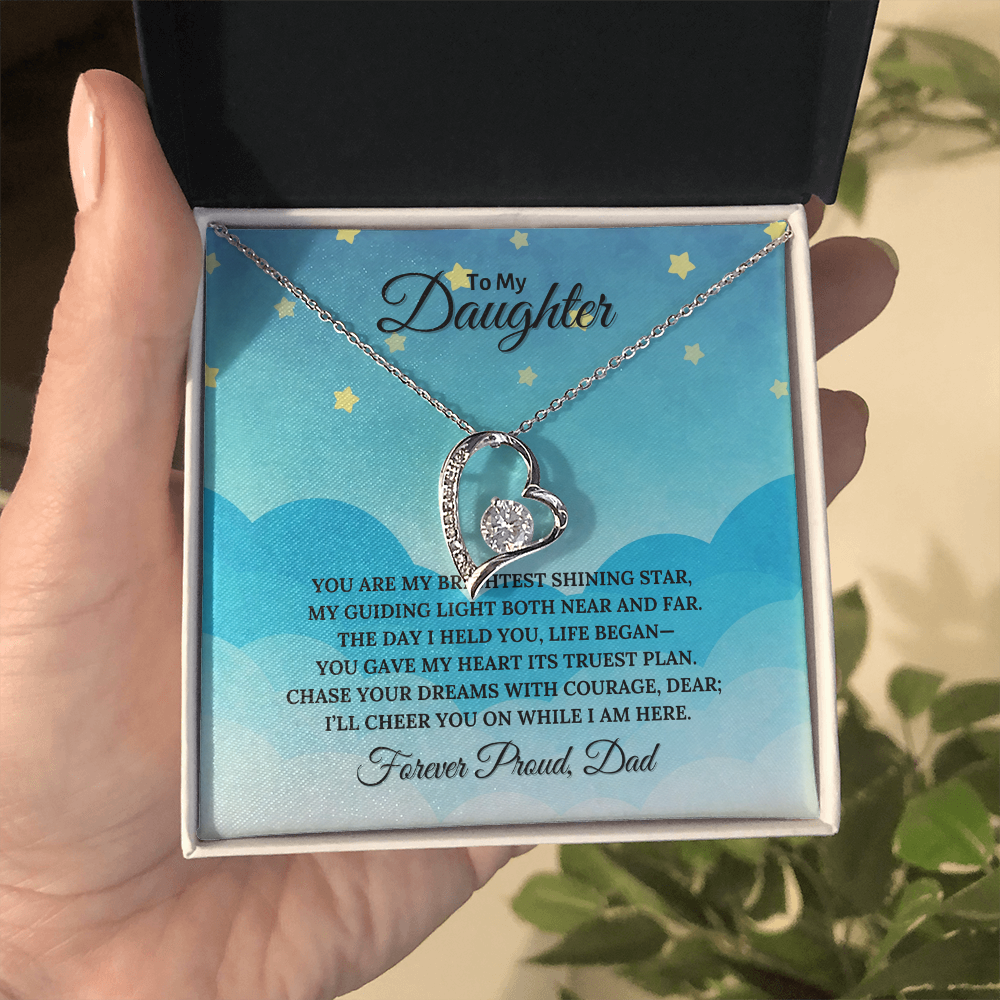 To My
Daughter
YOU ARE MY BRIGHTEST SHINING STAR,
MY GUIDING LIGHT BOTH NEAR AND FAR.
THE DAY I HELD YOU, LIFE BEGAN—
YOU GAVE MY HEART ITS TRUEST PLAN.
CHASE YOUR DREAMS WITH COURAGE, DEAR;
I’LL CHEER YOU ON WHILE I AM HERE.
Forever Proud, Dad